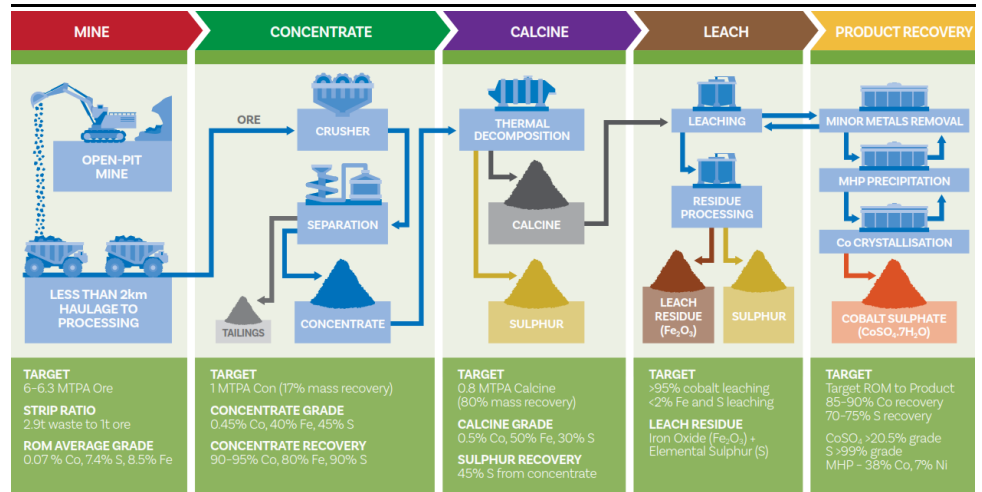 MINE
CONCENTRATE
CALCINE
LEACH
PRODUCT RECOVERY
OPEN-PIT
MINE
LESS THAN 2km
HAULAGE TO
PROCESSING
ORE
CRUSHER
SEPARATION
TAILINGS
CONCENTRATE
THERMAL
DECOMPOSITION
CALCINE
SULPHUR
LEACHING
RESIDUE
PROCESSING
LEACH
RESIDUE
(Fe₂O₃)
SULPHUR
MINOR METALS REMOVAL
MHP PRECIPITATION
Co CRYSTALLISATION
COBALT SULPHATE
(CoSO₄.7H₂O)
TARGET
6–6.3 MTPA Ore
STRIP RATIO
2.9t waste to 1t ore
ROM AVERAGE GRADE
0.07 % Co, 7.4% S, 8.5% Fe
TARGET
1 MTPA Con (17% mass recovery)
CONCENTRATE GRADE
0.45% Co, 40% Fe, 45% S
CONCENTRATE RECOVERY
90–95% Co, 80% Fe, 90% S
TARGET
0.8 MTPA Calcine
(80% mass recovery)
CALCINE GRADE
0.5% Co, 50% Fe, 30% S
SULPHUR RECOVERY
45% S from concentrate
TARGET
>95% cobalt leaching
<2% Fe and S leaching
LEACH RESIDUE
Iron Oxide (Fe₂O₃) +
Elemental Sulphur (S)
TARGET
Target ROM to Product
85–90% Co recovery
70–75% S recovery
CoSO₄ >20.5% grade
S >99% grade
MHP – 38% Co, 7% Ni